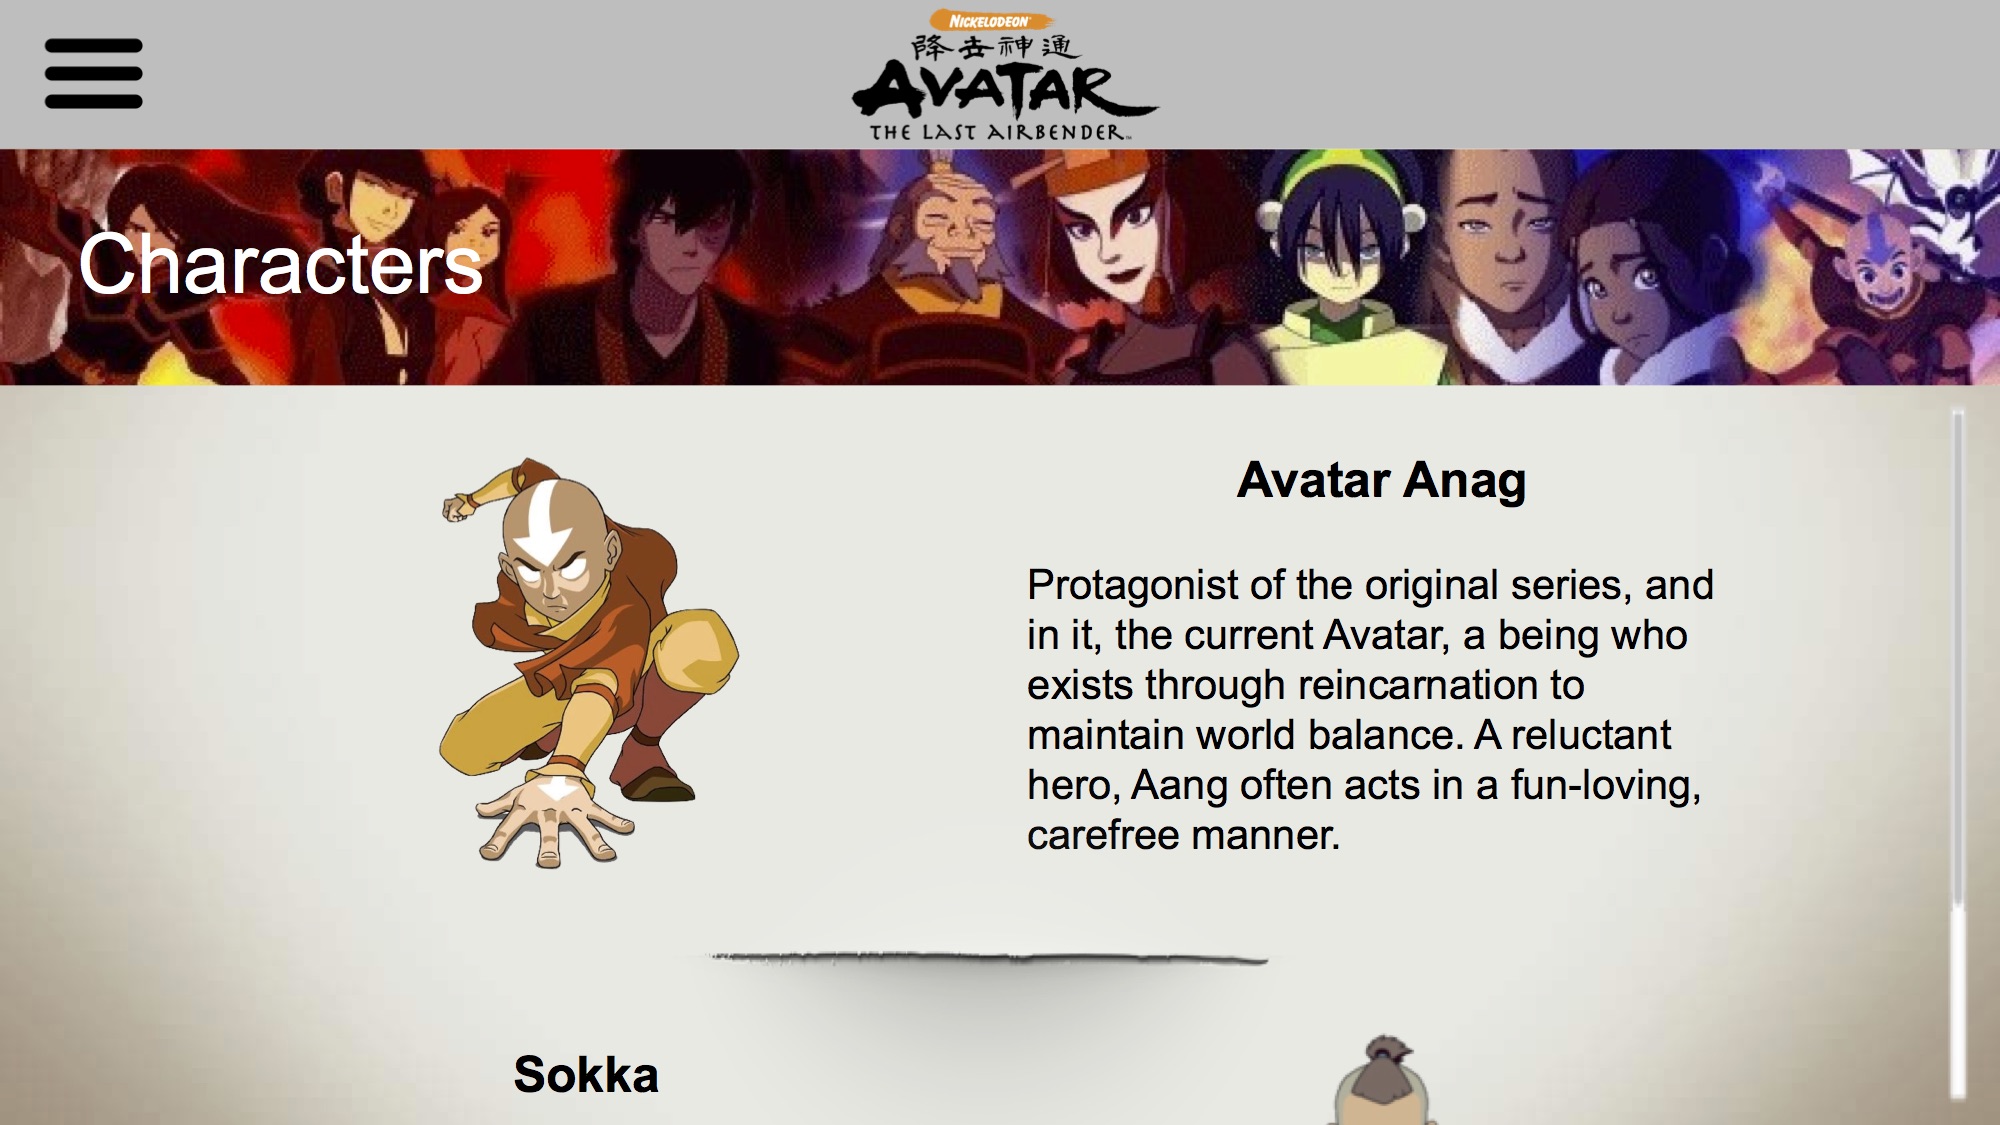 NICKELODEON
降去神通
AVATAR
THE LAST AIRBENDER™
Characters
Avatar Anag
Protagonist of the original series, and
in it, the current Avatar, a being who
exists through reincarnation to
maintain world balance. A reluctant
hero, Aang often acts in a fun-loving,
carefree manner.
Sokka